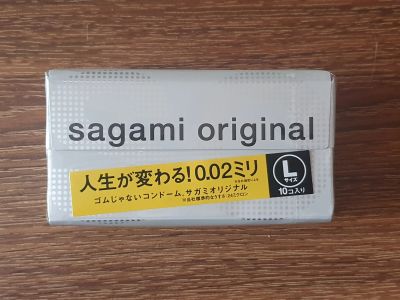 sagami original
人生が変わる!0.02ミリ
ゴムじゃないコンドーム、サガミオリジナル
L
サイズ
10コ入り